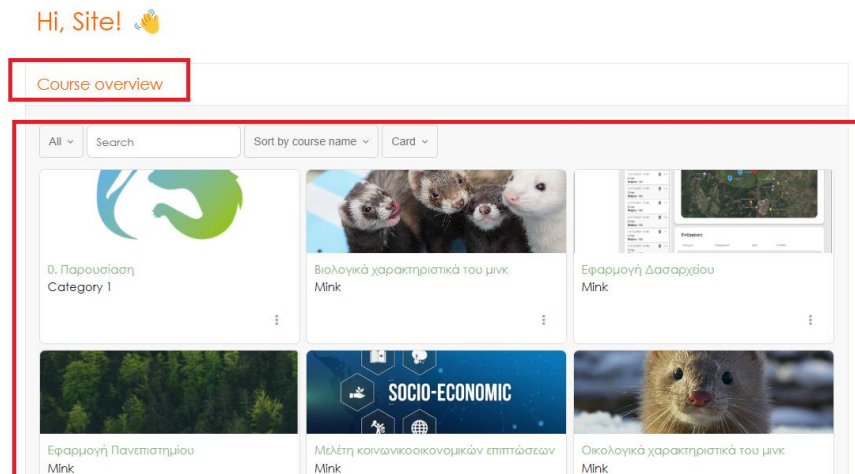 Hi, Site! 👋
Course overview
All
Search
Sort by course name
Card
Ενέργειες
0. Παρουσίαση
Category 1
Βιολογικά χαρακτηριστικά του μινκ
Mink
Εφαρμογή Δασαρχείου
Mink
SOCIO-ECONOMIC
Εφαρμογή Πανεπιστημίου
Mink
Μελέτη κοινωνικοοικονομικών επιπτώσεων
Mink
Οικολογικά χαρακτηριστικά του μινκ
Mink